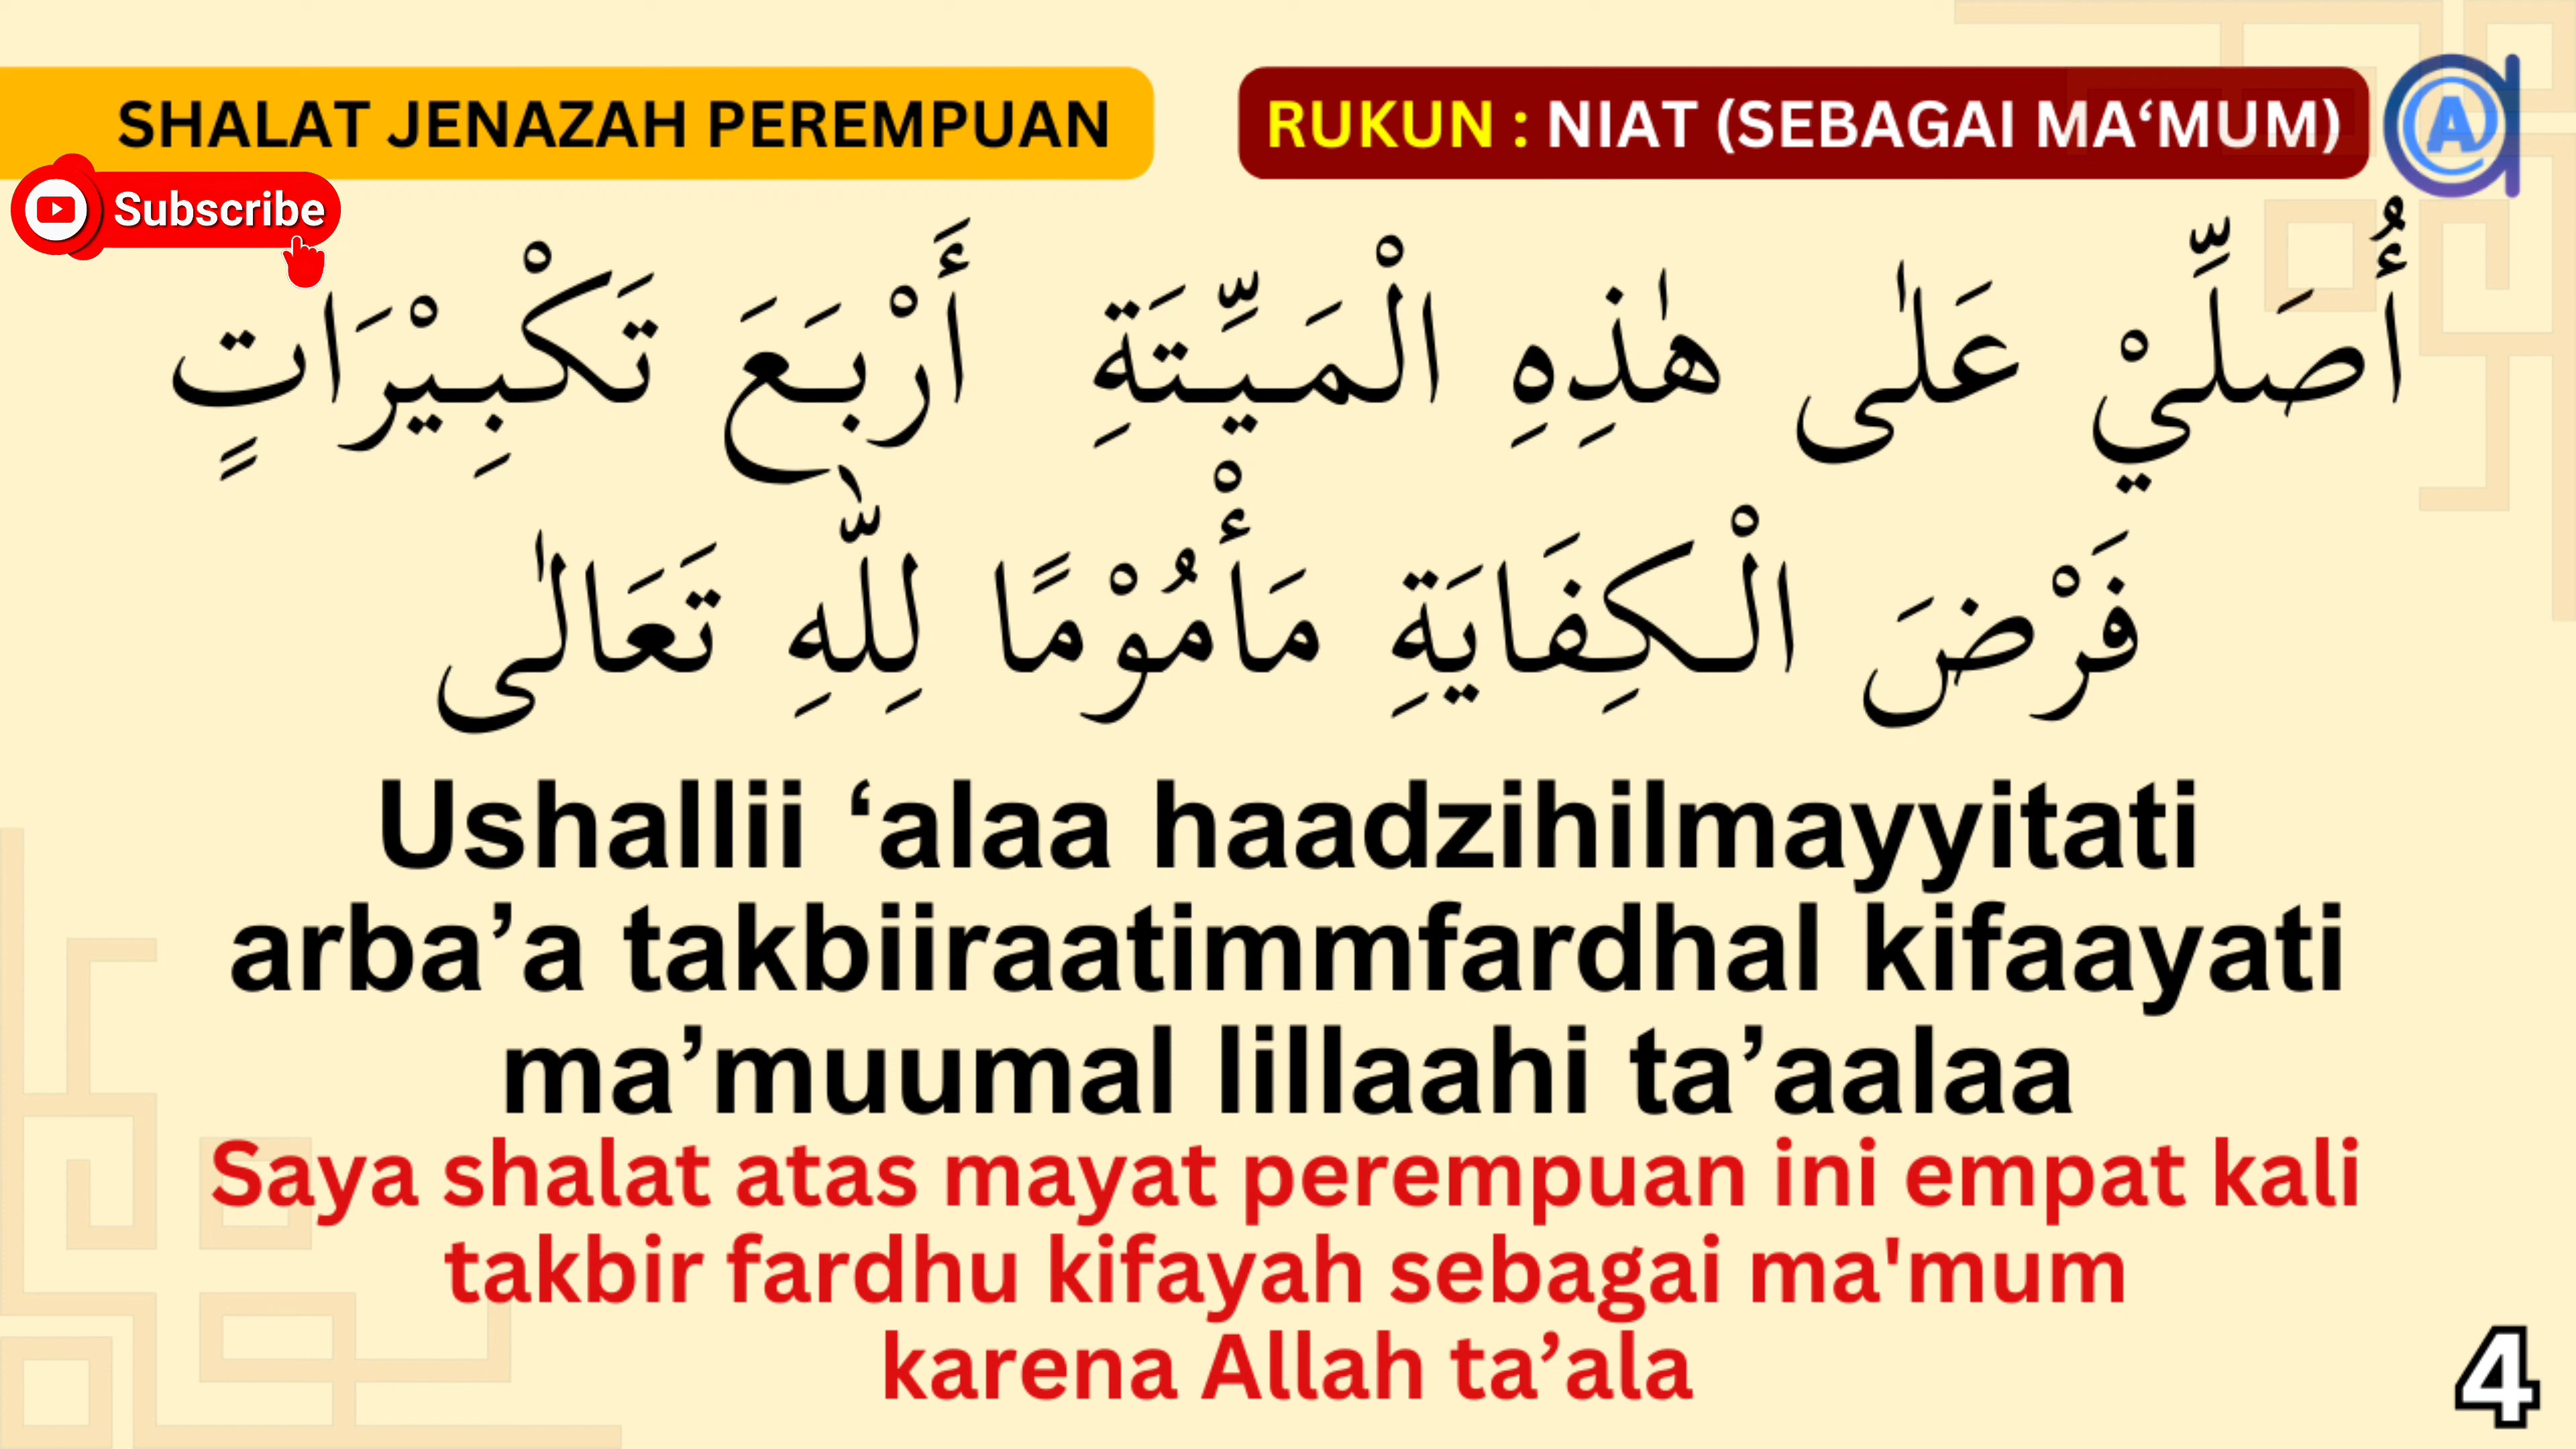 SHALAT JENAZAH PEREMPUAN
RUKUN : NIAT (SEBAGAI MA‘MUM)
Subscribe
أُصَلِّيْ عَلٰى هٰذِهِ الْمَيِّتَةِ أَرْبَعَ تَكْبِيْرَاتٍ
فَرْضَ الْكِفَايَةِ مَأْمُوْمًا لِلّٰهِ تَعَالٰى
Ushallii ‘alaa haadzihilmayyitati
arba’a takbiiraatimmfardhal kifaayati
ma’muumal lillaahi ta’aalaa
Saya shalat atas mayat perempuan ini empat kali
takbir fardhu kifayah sebagai ma'mum
karena Allah ta’ala
4